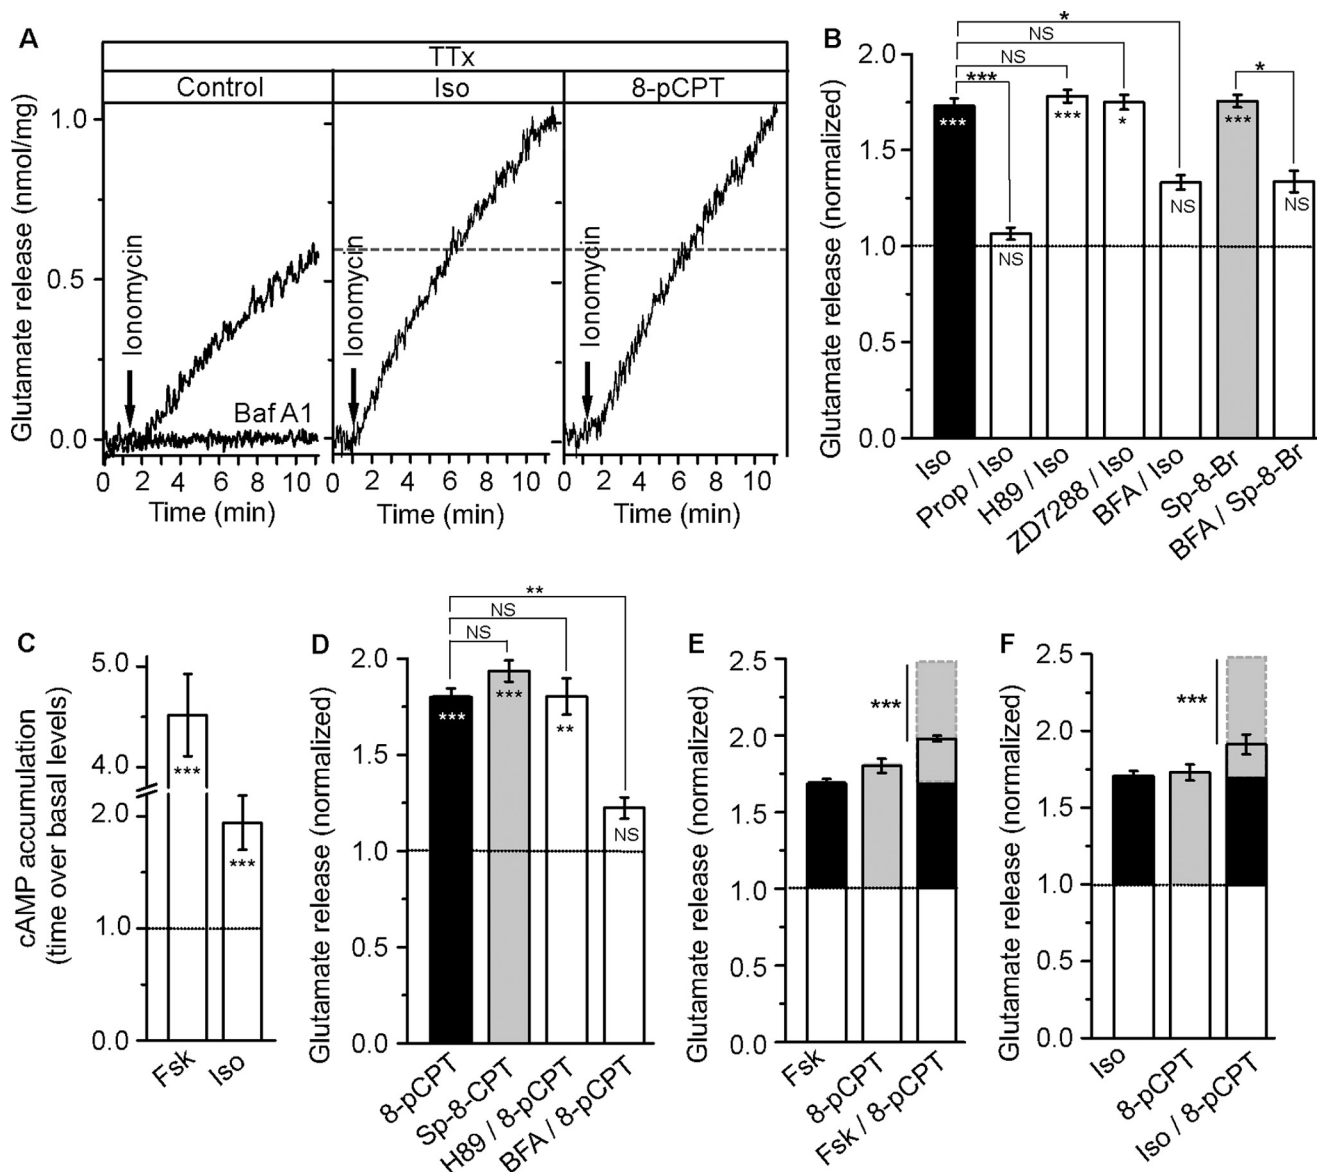 A
TTx
Control
Iso
8-pCPT
Glutamate release (nmol/mg)
1.0
0.5
0.0
Ionomycin
Baf A1
Ionomycin
Ionomycin
0 2 4 6 8 10
2 4 6 8 10
2 4 6 8 10
Time (min)
Time (min)
Time (min)
B
Glutamate release (normalized)
2.0
1.5
1.0
0.5
0.0
*
NS
NS
***
*
***
NS
***
*
NS
***
NS
Iso
Prop / Iso
H89 / Iso
ZD7288 / Iso
BFA / Iso
Sp-8-Br
BFA / Sp-8-Br
C
cAMP accumulation
(time over basal levels)
5.0
4.0
2.0
1.0
0.0
***
***
Fsk
Iso
D
Glutamate release (normalized)
2.0
1.5
1.0
0.5
0.0
**
NS
NS
***
***
**
NS
8-pCPT
Sp-8-CPT
H89 / 8-pCPT
BFA / 8-pCPT
E
Glutamate release (normalized)
2.5
2.0
1.5
1.0
0.5
0.0
***
Fsk
8-pCPT
Fsk / 8-pCPT
F
Glutamate release (normalized)
2.5
2.0
1.5
1.0
0.5
0.0
***
Iso
8-pCPT
Iso / 8-pCPT